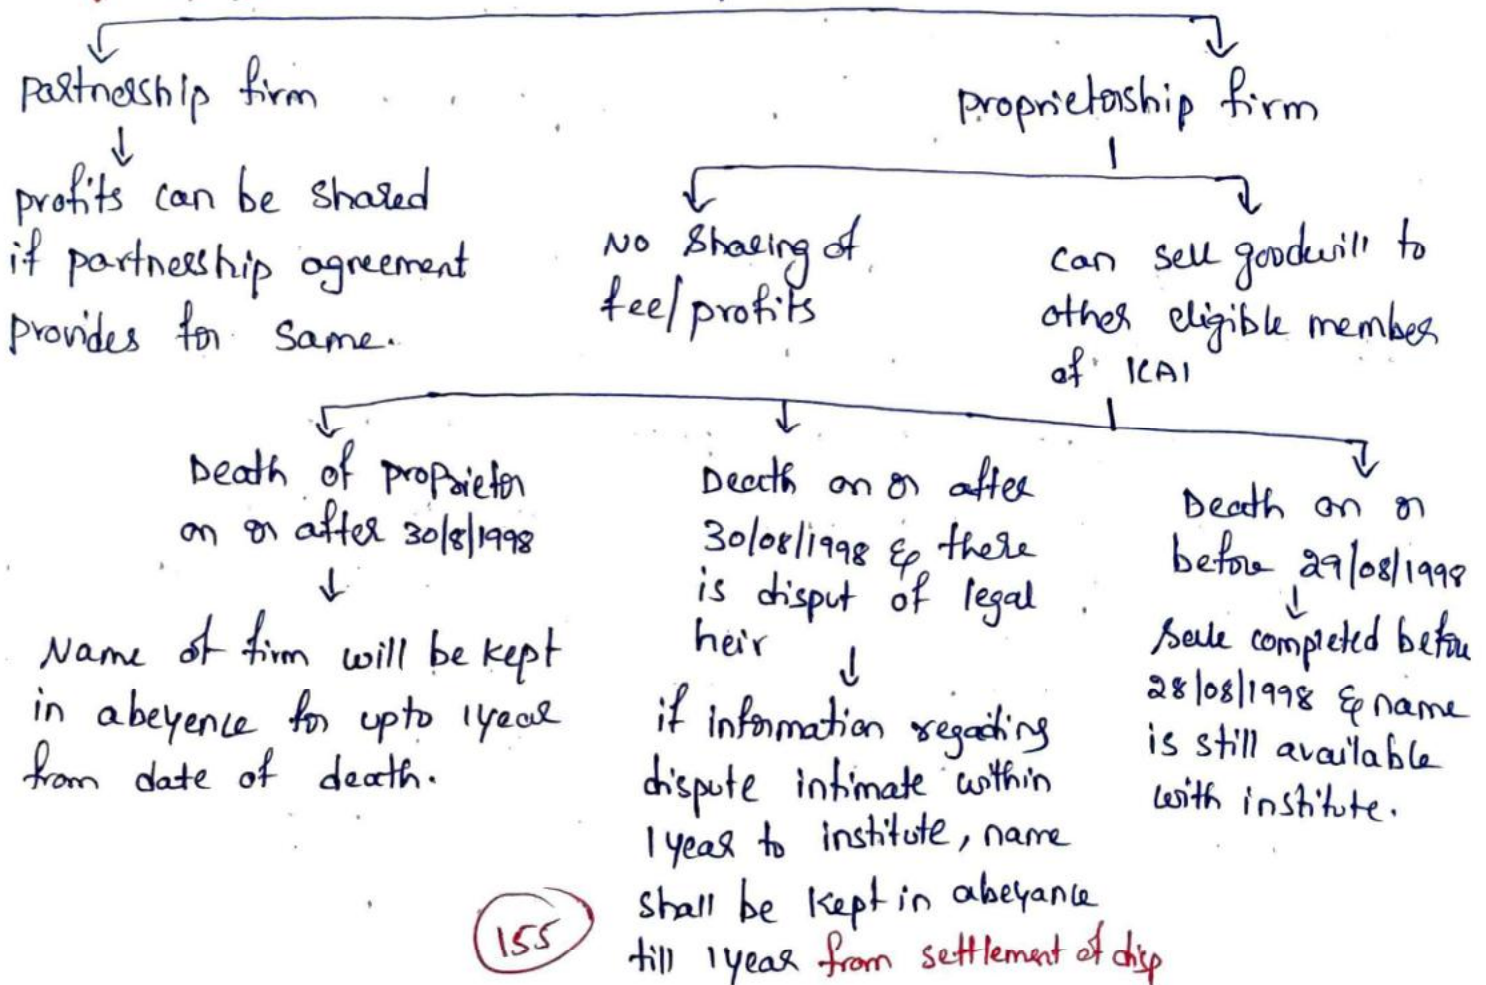 Partnership firm
profits can be shared
if partnership agreement
provides for same.
Proprietorship firm
No Sharing of
fee/profits
can sell goodwill to
other eligible member
of ICAI
Death of proprietor
on or after 30/8/1998
Name of firm will be kept
in abeyence for upto 1year
from date of death.
Death on or after
30/08/1998 & there
is disput of legal
heir
if information regarding
dispute intimate within
1 year to institute, name
shall be kept in abeyance
till 1 year from settlement of disp
Death on or
before 29/08/1998
Sale completed before
28/08/1998 & name
is still available
with institute.
155